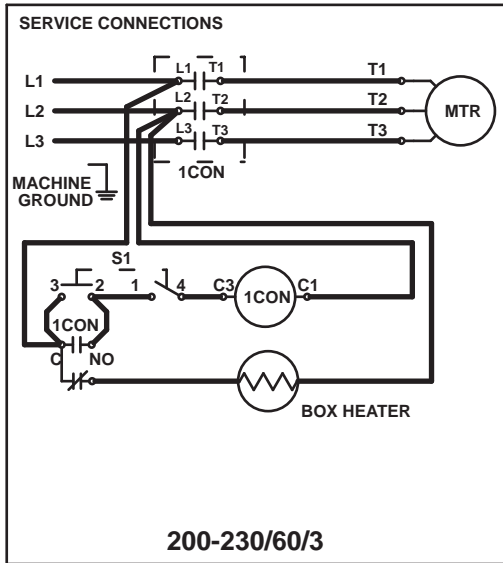 SERVICE CONNECTIONS
L1 L1 T1 T1
L2 L2 T2 T2 MTR
L3 L3 T3 T3
1CON
MACHINE
GROUND
S1
3 2 1 4 C3 1CON C1
1CON
C NO
BOX HEATER
200-230/60/3